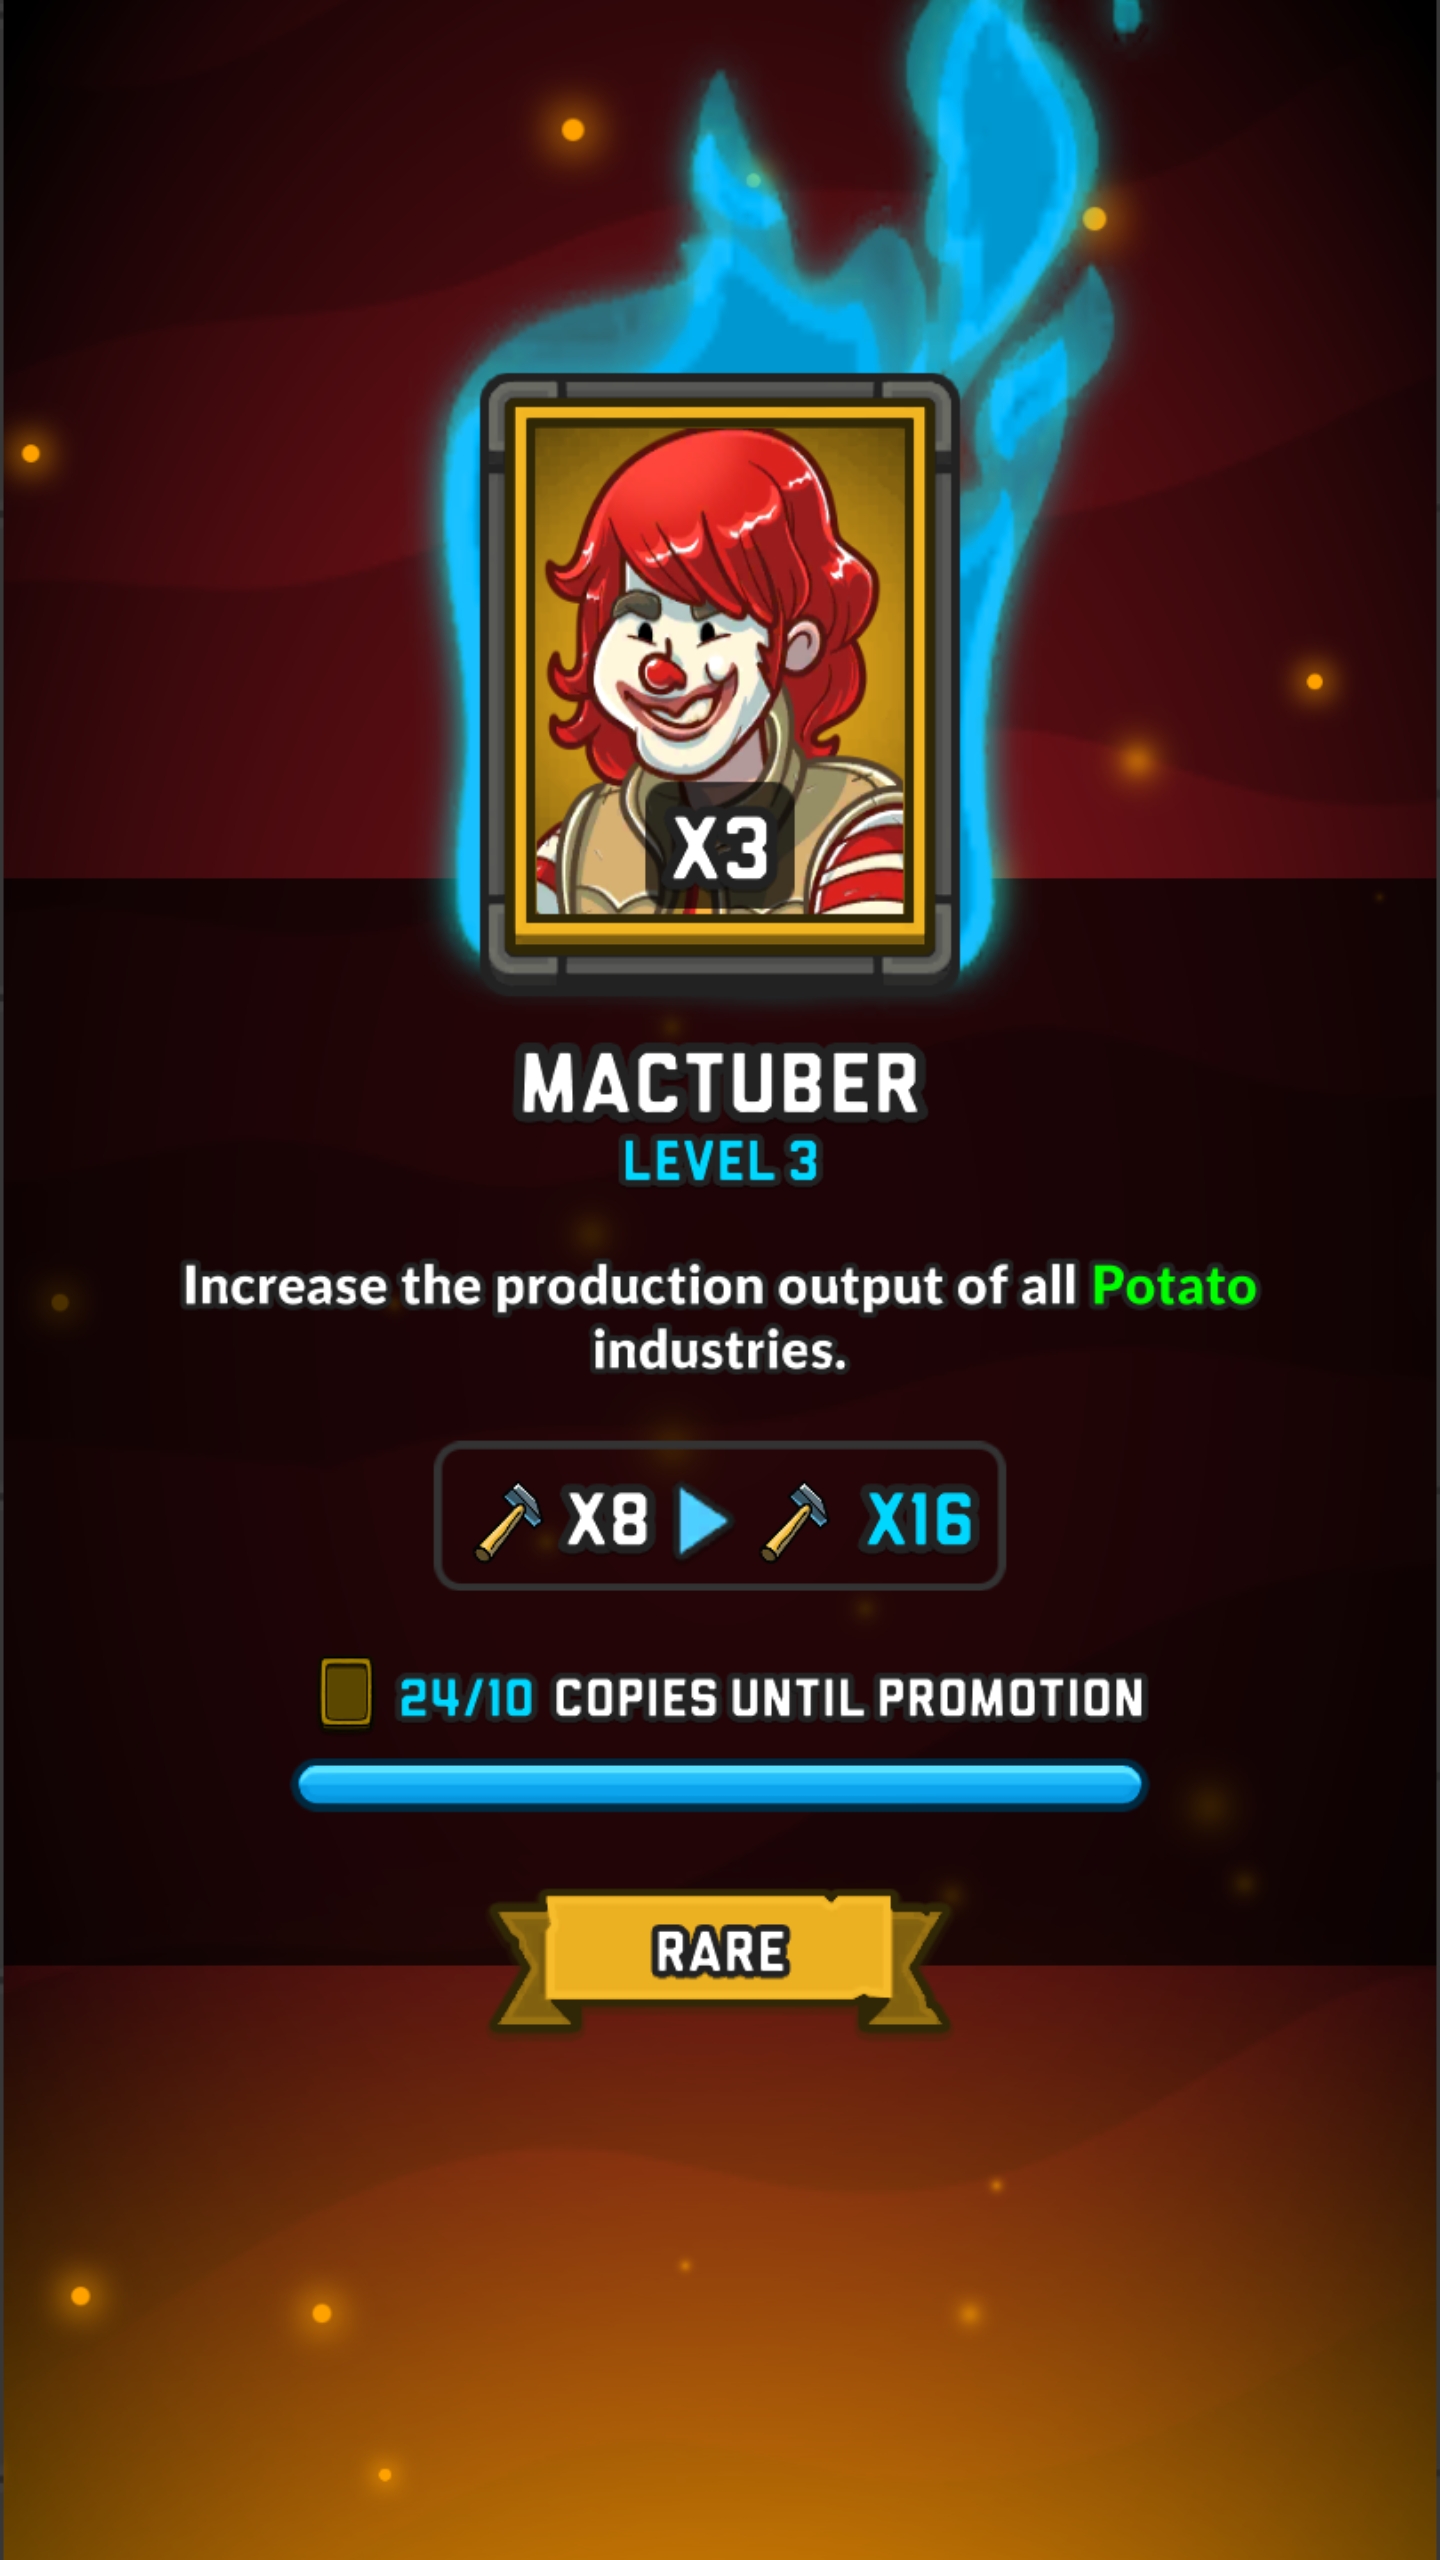 X3
MACTUBER
LEVEL 3
Increase the production output of all Potato
industries.
X8 X16
24/10 COPIES UNTIL PROMOTION
RARE